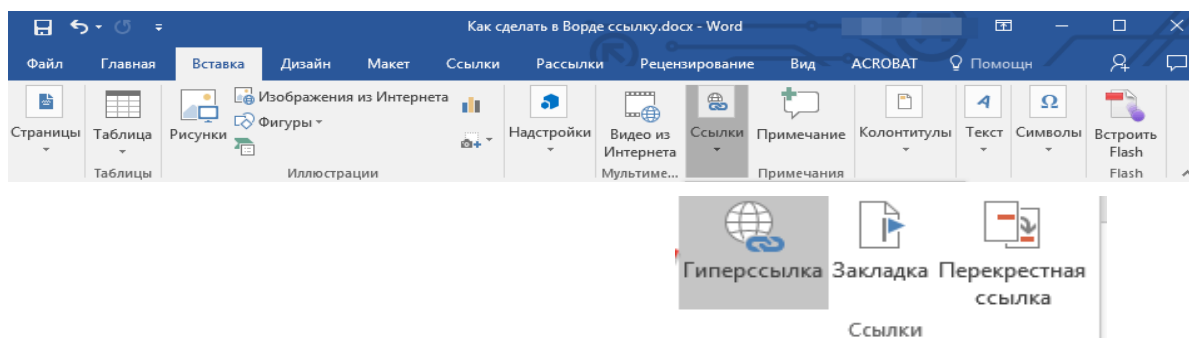 Как сделать в Ворде ссылку.docx - Word
Файл Главная Вставка Дизайн Макет Ссылки Рассылки Рецензирование Вид ACROBAT Помощн
Страницы
Таблица
Рисунки
Изображения из Интернета
Фигуры
Надстройки
Видео из
Интернета
Ссылки
Примечание
Колонтитулы
Текст
Символы
Встроить
Flash
Таблицы Иллюстрации Мультиме... Примечания Flash
Гиперссылка Закладка Перекрестная
ссылка
Ссылки